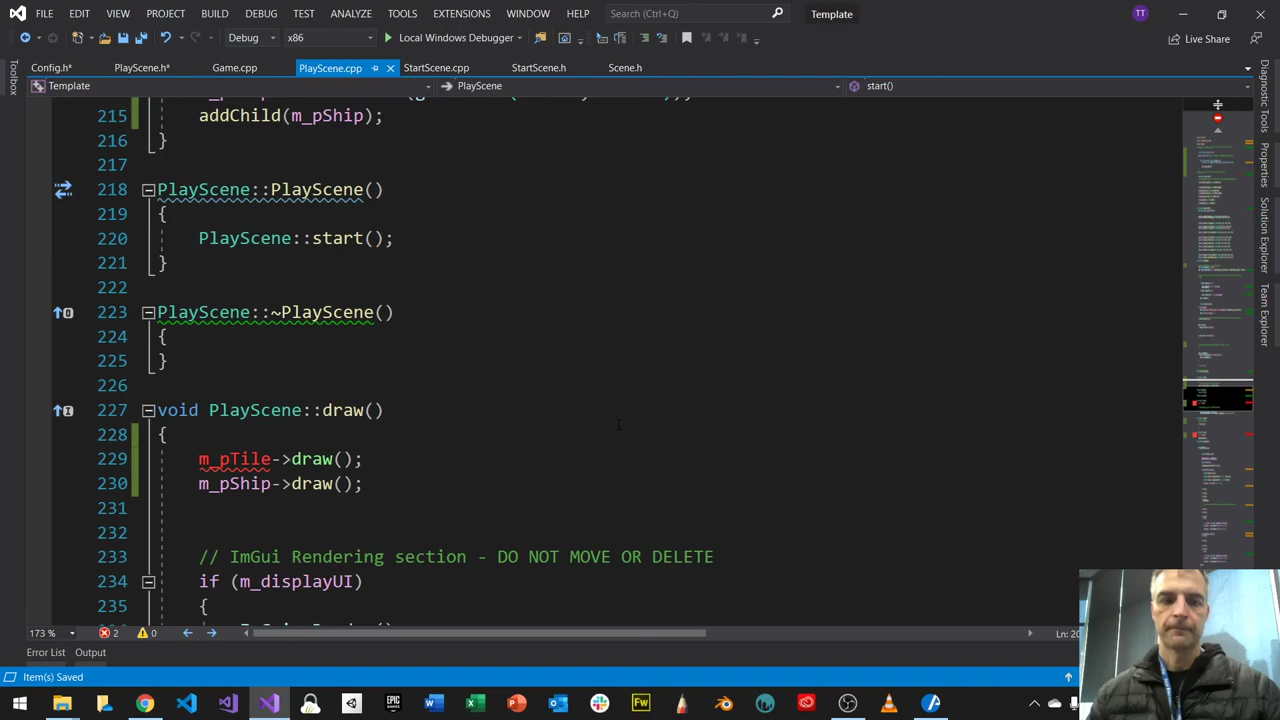 FILE EDIT VIEW PROJECT BUILD DEBUG TEST ANALYZE TOOLS EXTENSIONS WINDOW HELP Search (Ctrl+Q) Template TT
Debug x86 Local Windows Debugger Live Share
Config.h* PlayScene.h* Game.cpp PlayScene.cpp StartScene.cpp StartScene.h Scene.h
Template PlayScene start()
Toolbox
Diagnostic Tools
Properties
Solution Explorer
Team Explorer
215 addChild(m_pShip);
216 }
217
218 PlayScene::PlayScene()
219 {
220 PlayScene::start();
221 }
222
223 PlayScene::~PlayScene()
224 {
225 }
226
227 void PlayScene::draw()
228 {
229 m_pTile->draw();
230 m_pShip->draw();
231
232
233 // ImGui Rendering section - DO NOT MOVE OR DELETE
234 if (m_displayUI)
235 {
173 % 2 0 Ln: 20
Error List Output
Item(s) Saved